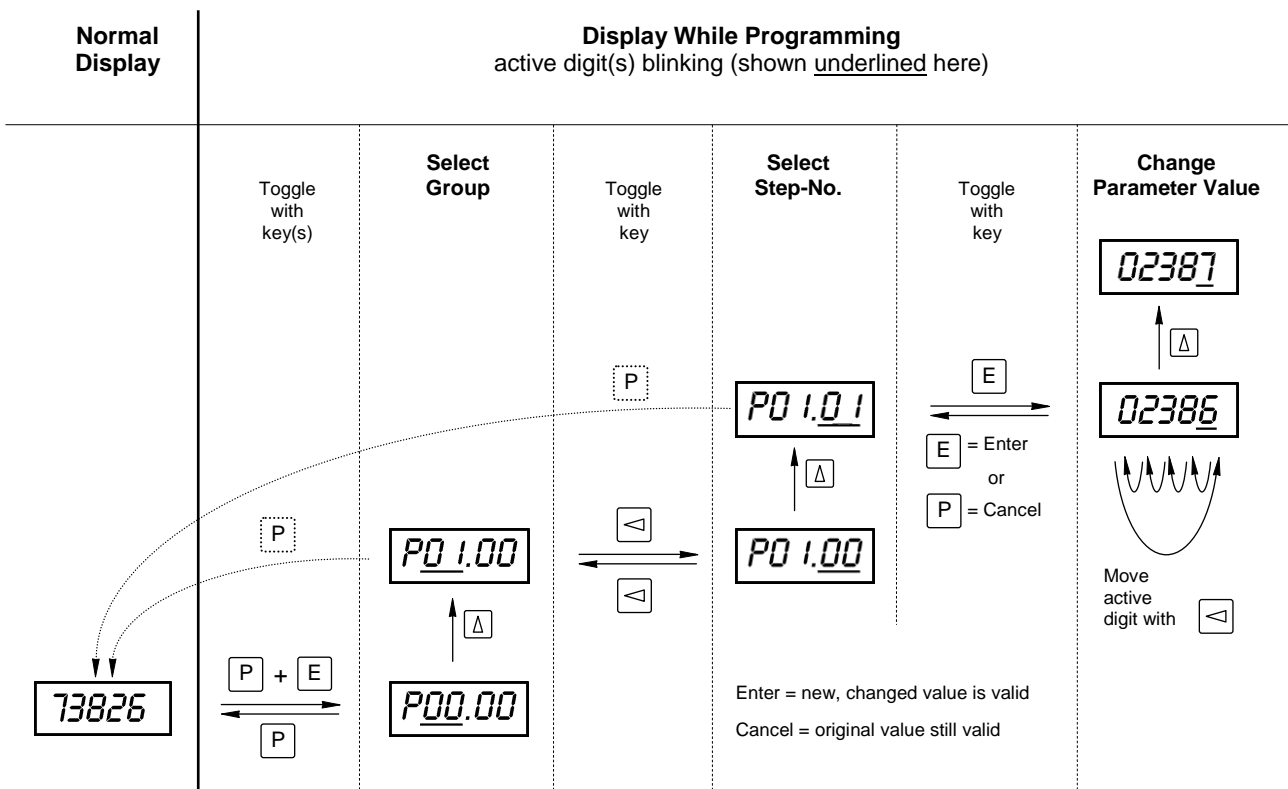 Normal
Display
Display While Programming
active digit(s) blinking (shown underlined here)
Toggle
with
key(s)
Select
Group
Toggle
with
key
Select
Step-No.
Toggle
with
key
Change
Parameter Value
02387
Δ
P
P01.01
E
02386
E = Enter
or
P = Cancel
Δ
P
P01.00
P01.00
Move
active
digit with
Δ
73826
P + E
P
P00.00
Enter = new, changed value is valid
Cancel = original value still valid